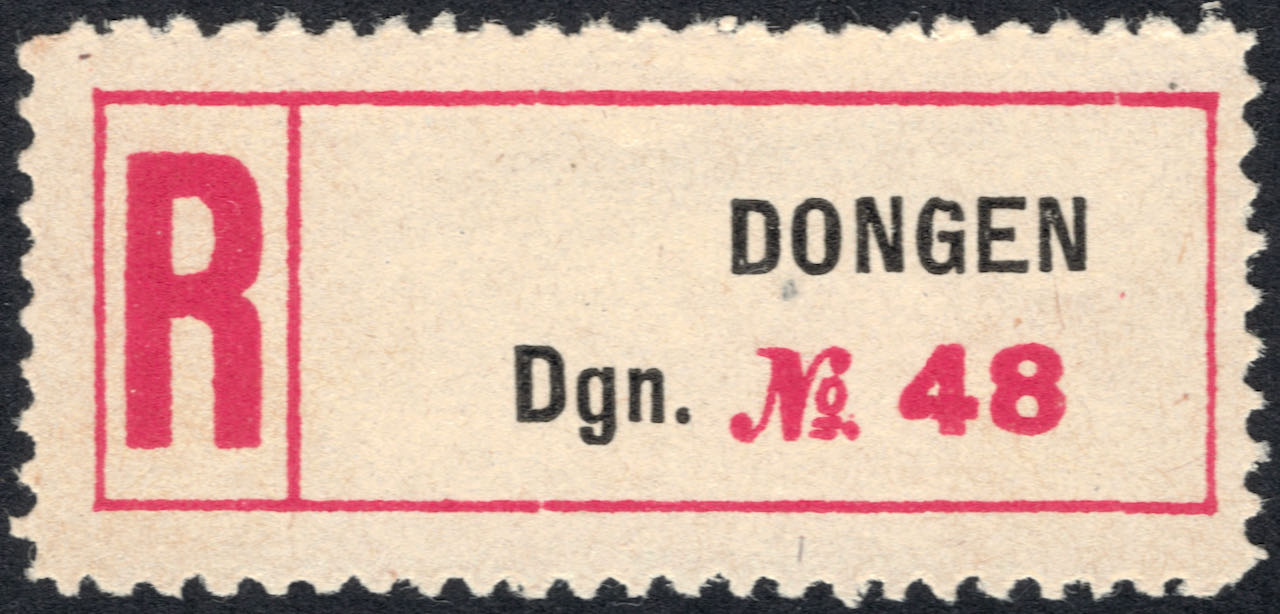 R
DONGEN
Dgn. № 48